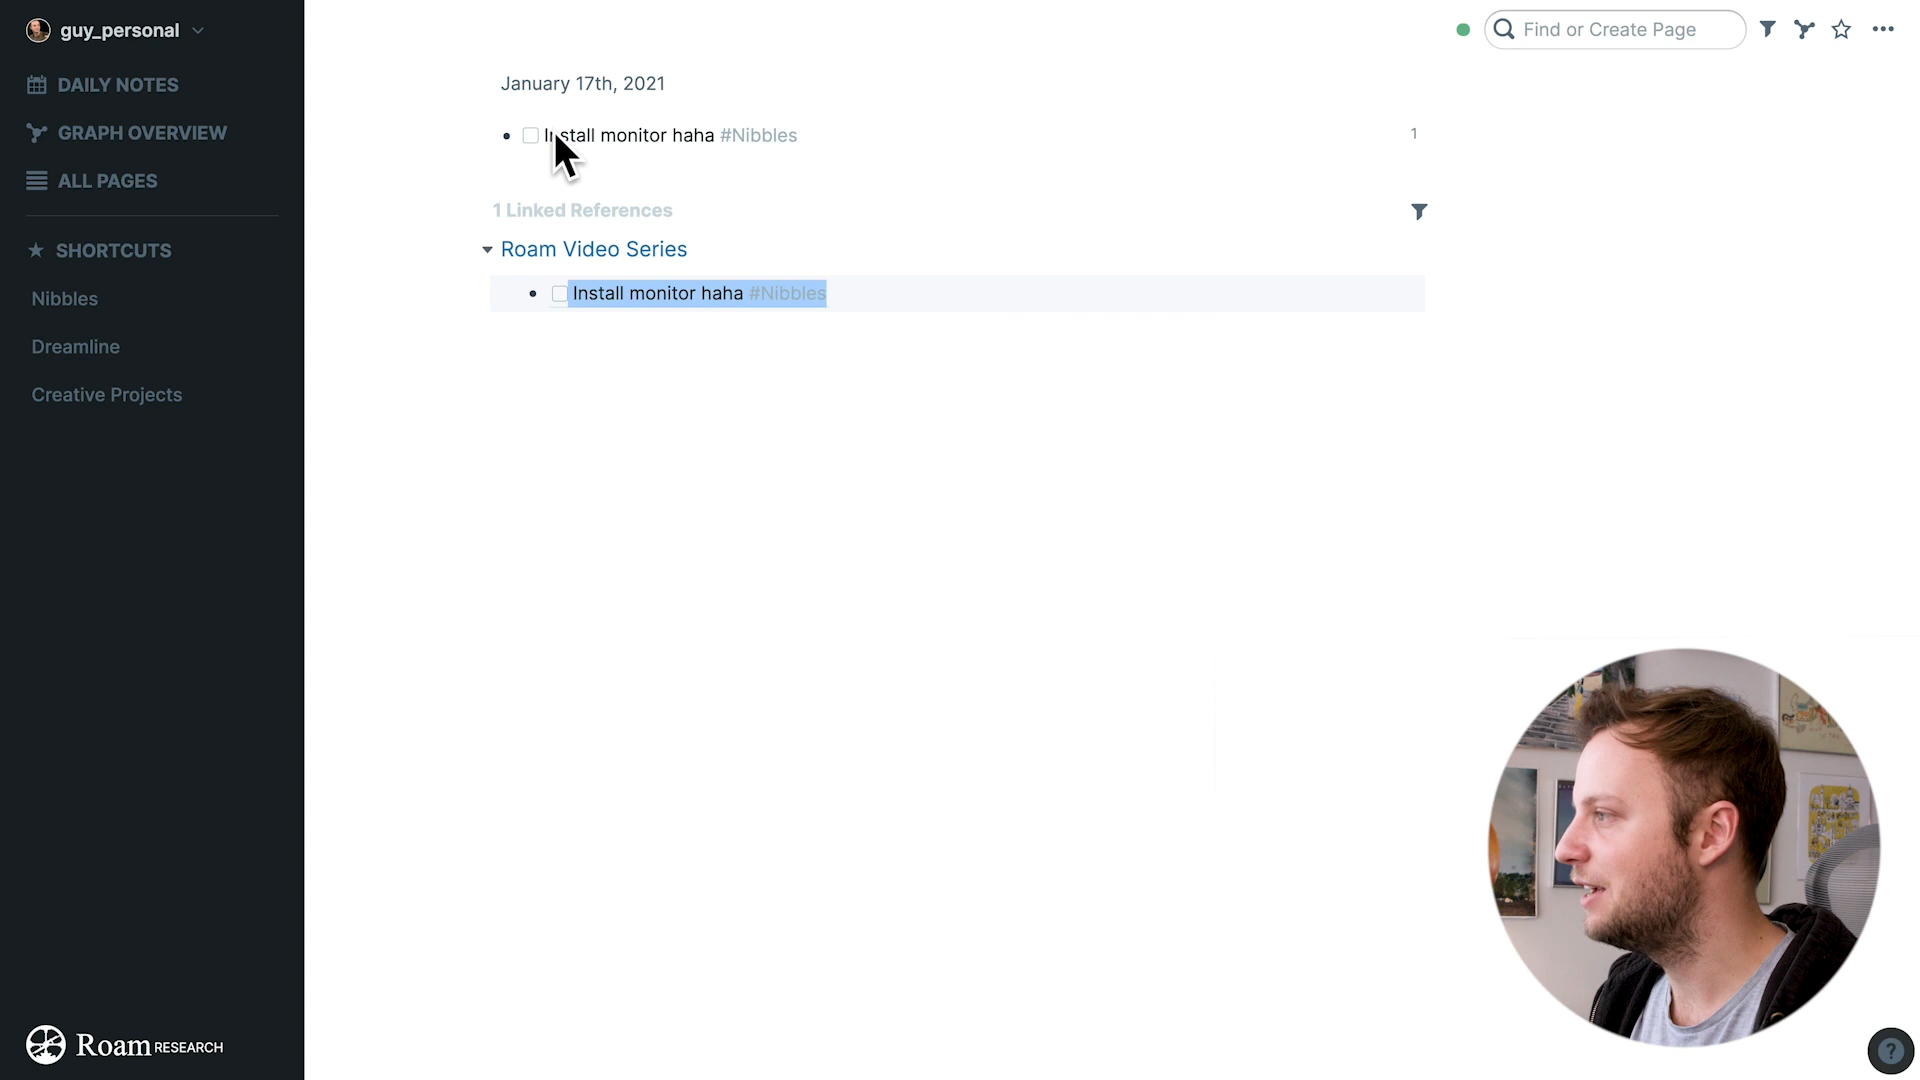 guy_personal
Find or Create Page
DAILY NOTES
GRAPH OVERVIEW
ALL PAGES
SHORTCUTS
Nibbles
Dreamline
Creative Projects
January 17th, 2021
Install monitor haha #Nibbles
1
1 Linked References
Roam Video Series
Install monitor haha #Nibbles
Roam RESEARCH
?